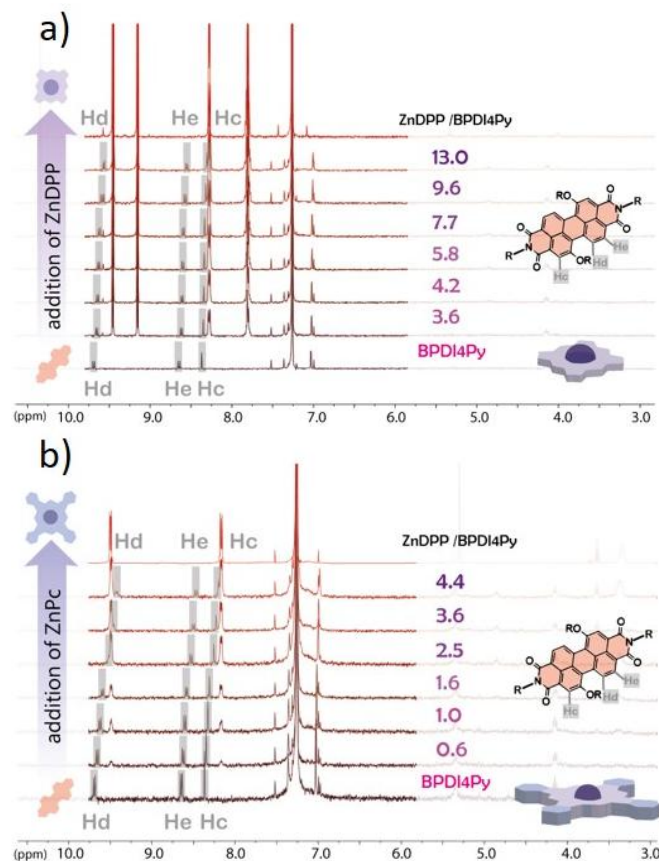 a)
Hd He Hc
ZnDPP /BPDI4Py
13.0
9.6
7.7
5.8
4.2
3.6
BPDI4Py
addition of ZnDPP
RO
O
N-R
O
O
R-N
O
OR
He
Hd
Hc
Hd He Hc
(ppm) 10.0 9.0 8.0 7.0 6.0 5.0 4.0 3.0
b)
Hd He Hc
ZnDPP /BPDI4Py
4.4
3.6
2.5
1.6
1.0
0.6
BPDI4Py
addition of ZnPc
RO
O
N-R
O
O
R-N
O
OR
He
Hd
Hc
Hd He Hc
(ppm) 10.0 9.0 8.0 7.0 6.0 5.0 4.0 3.0